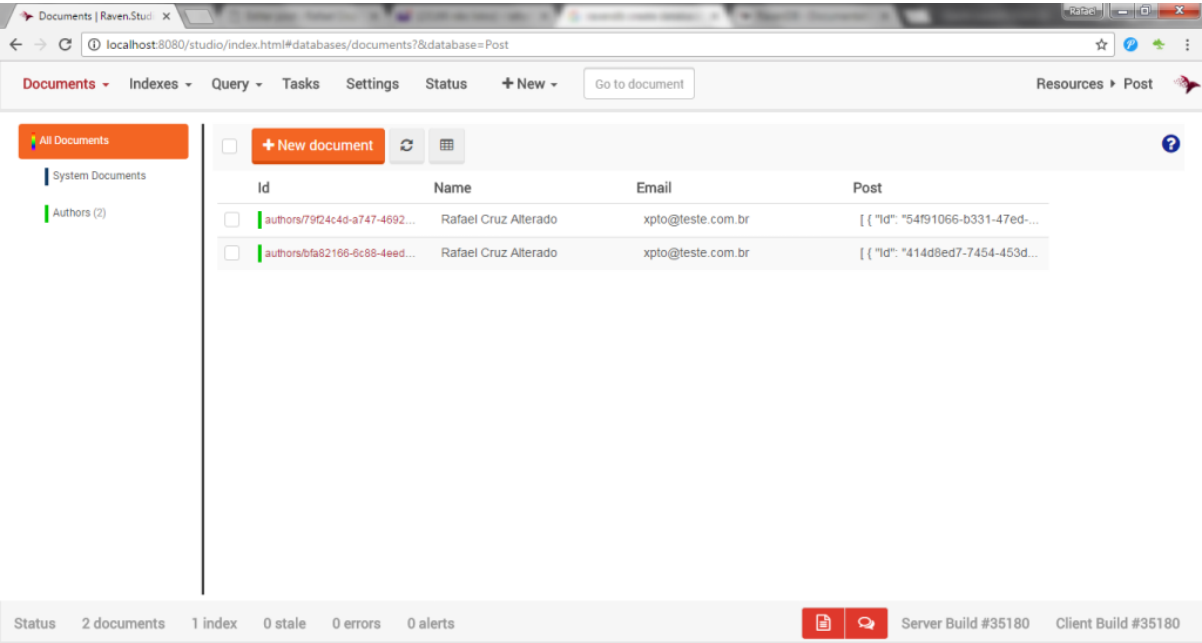 Documents | Raven.Studi
Rafael
localhost:8080/studio/index.html#databases/documents?&database=Post
Documents Indexes Query Tasks Settings Status + New Go to document Resources Post
All Documents
System Documents
Authors (2)
+ New document
Id Name Email Post
authors/79f24c4d-a747-4692... Rafael Cruz Alterado xpto@teste.com.br [ { "Id": "54f91066-b331-47ed-...
authors/bfa82166-6c88-4eed... Rafael Cruz Alterado xpto@teste.com.br [ { "Id": "414d8ed7-7454-453d...
Status 2 documents 1 index 0 stale 0 errors 0 alerts Server Build #35180 Client Build #35180